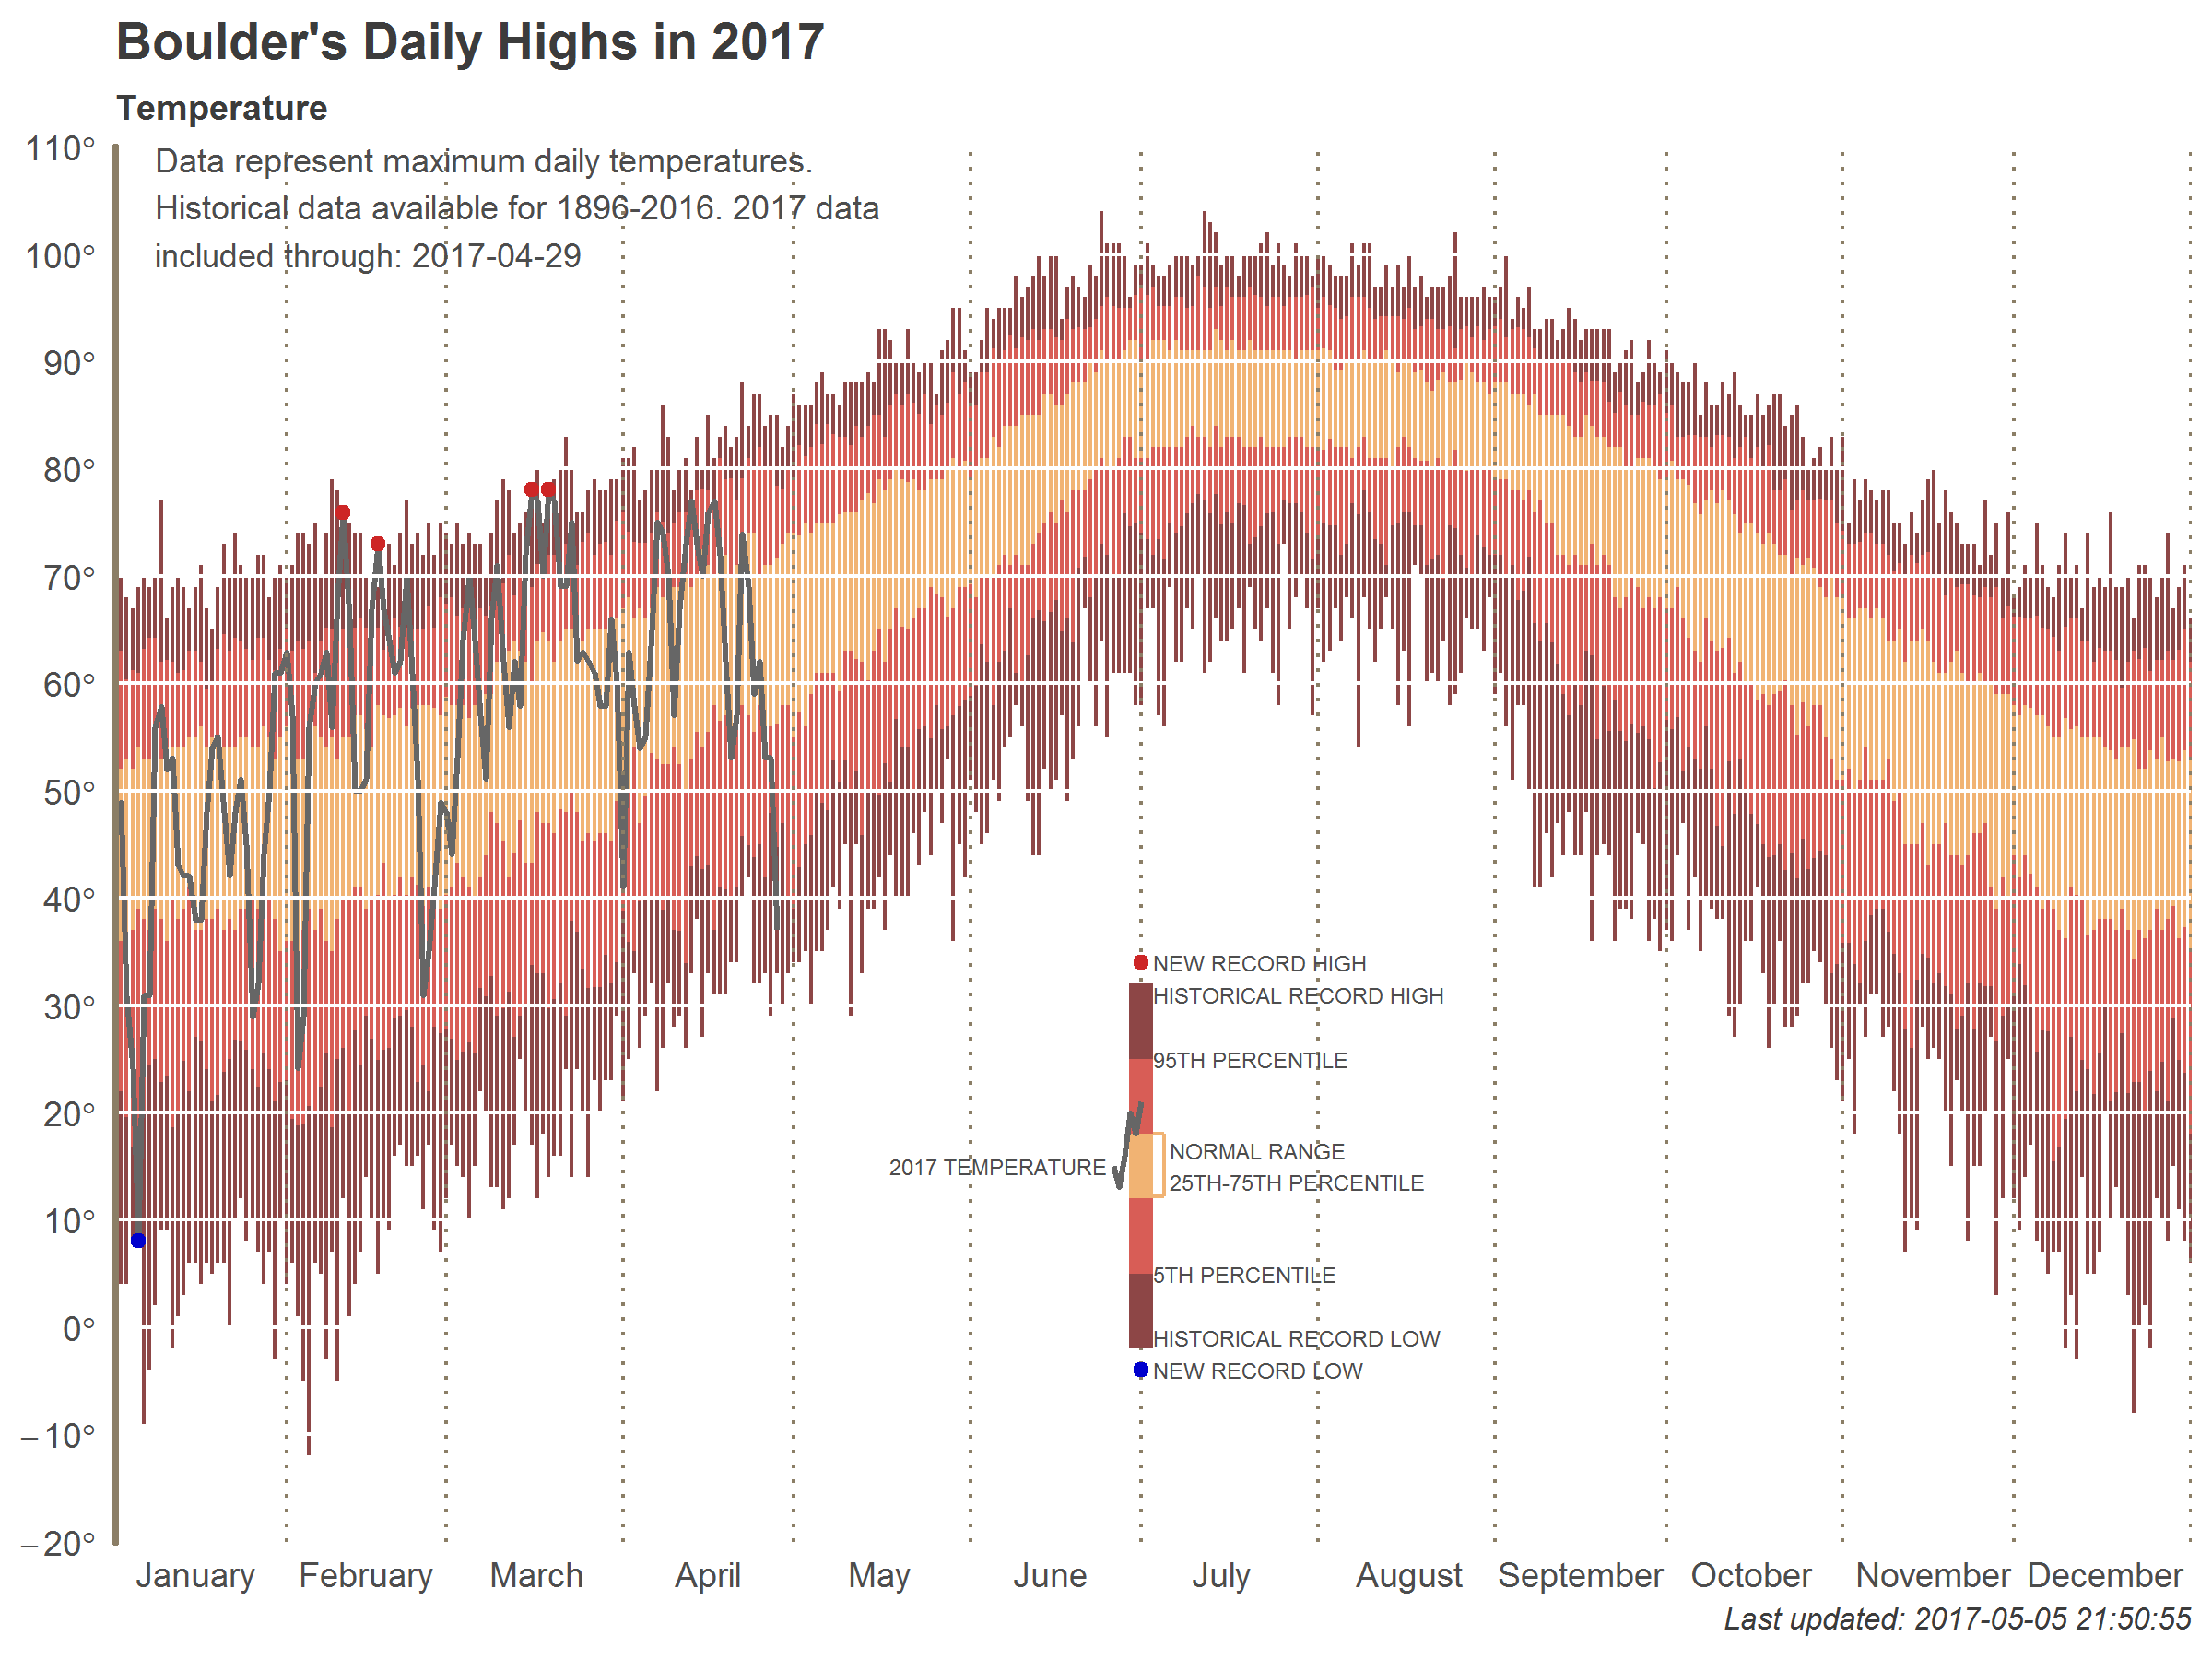 Boulder's Daily Highs in 2017
Temperature
110°
Data represent maximum daily temperatures.
Historical data available for 1896-2016. 2017 data
included through: 2017-04-29
100°
90°
80°
70°
60°
50°
40°
30°
20°
10°
0°
−10°
−20°
NEW RECORD HIGH
HISTORICAL RECORD HIGH
95TH PERCENTILE
NORMAL RANGE
2017 TEMPERATURE
25TH-75TH PERCENTILE
5TH PERCENTILE
HISTORICAL RECORD LOW
NEW RECORD LOW
January February March April May June July August September October November December
Last updated: 2017-05-05 21:50:55